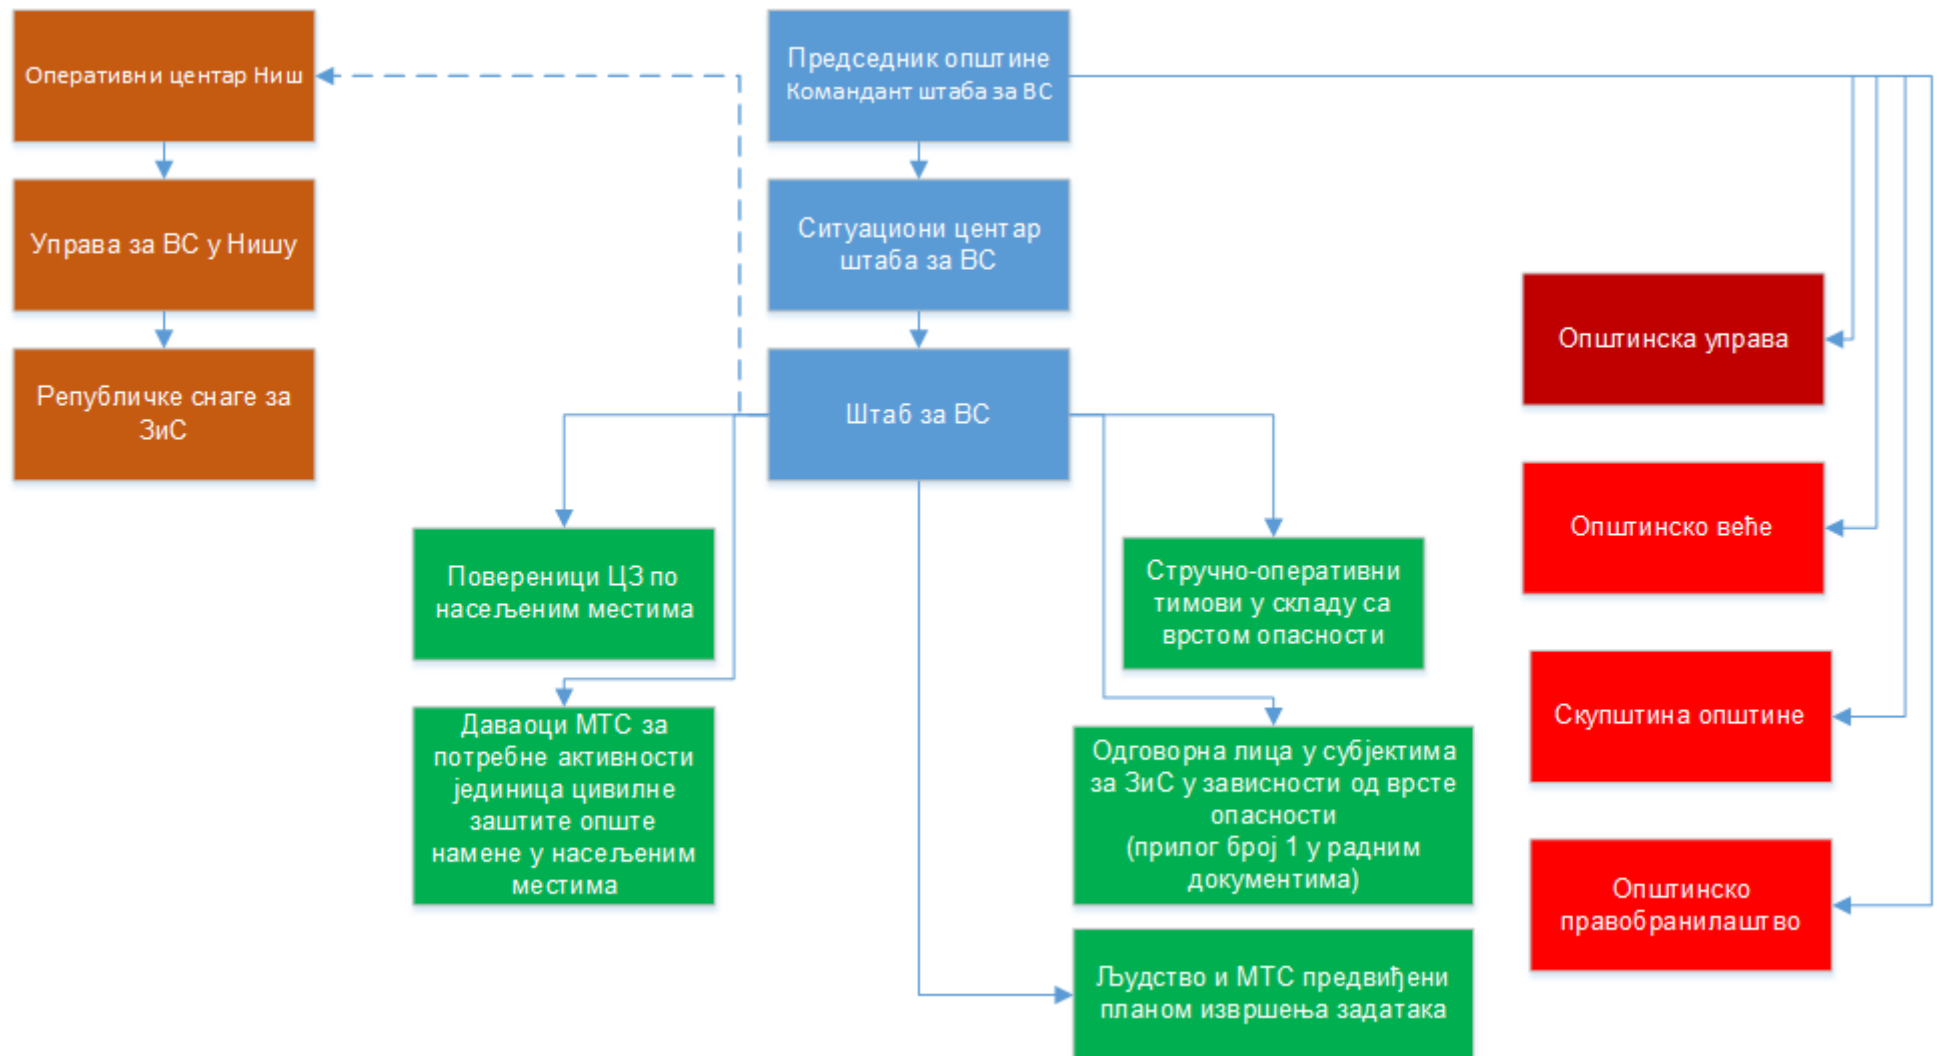 Оперативни центар Ниш
Управа за ВС у Нишу
Републичке снаге за
ЗиС
Председник општине
Командант штаба за ВС
Ситуациони центар
штаба за ВС
Штаб за ВС
Повереници ЦЗ по
насељеним местима
Даваоци МТС за
потребне активности
јединица цивилне
заштите опште
намене у насељеним
местима
Стручно-оперативни
тимови у складу са
врстом опасности
Одговорна лица у субјектима
за ЗиС у зависности од врсте
опасности
(прилог број 1 у радним
документима)
Људство и МТС предвиђени
планом извршења задатака
Општинска управа
Општинско веће
Скупштина општине
Општинско
правобранилаштво